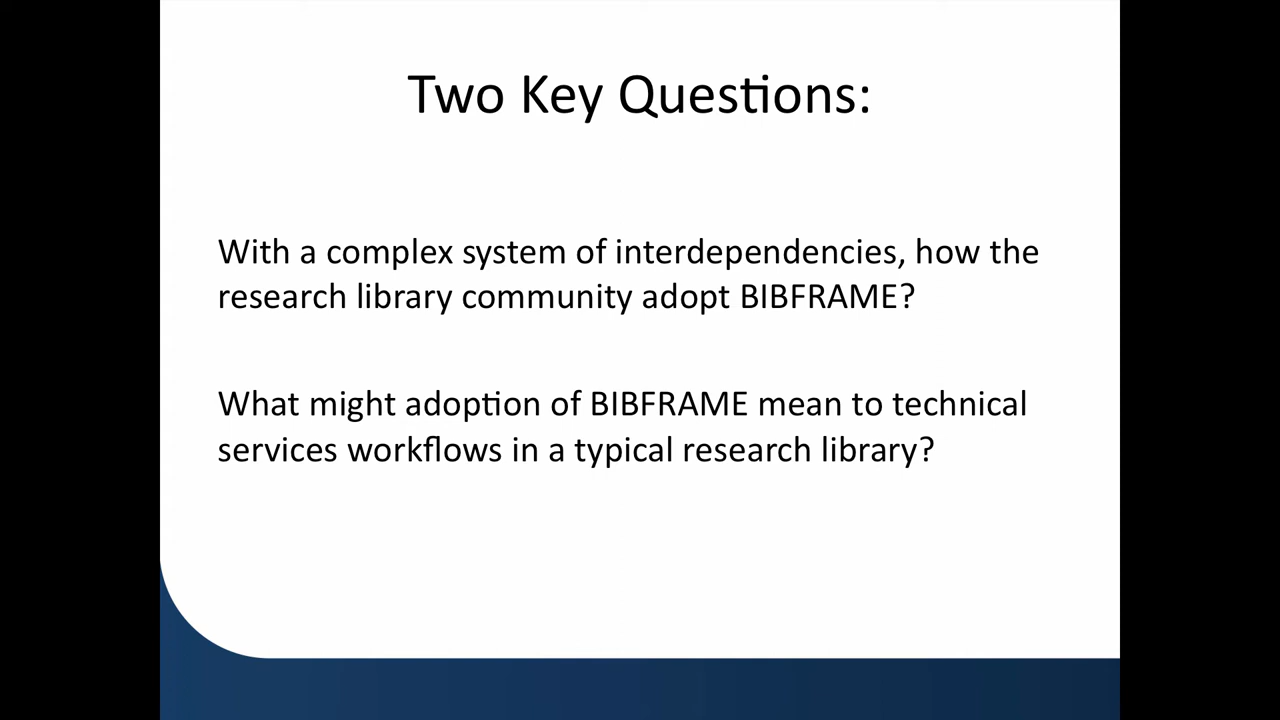 Two Key Questions:
With a complex system of interdependencies, how the
research library community adopt BIBFRAME?
What might adoption of BIBFRAME mean to technical
services workflows in a typical research library?